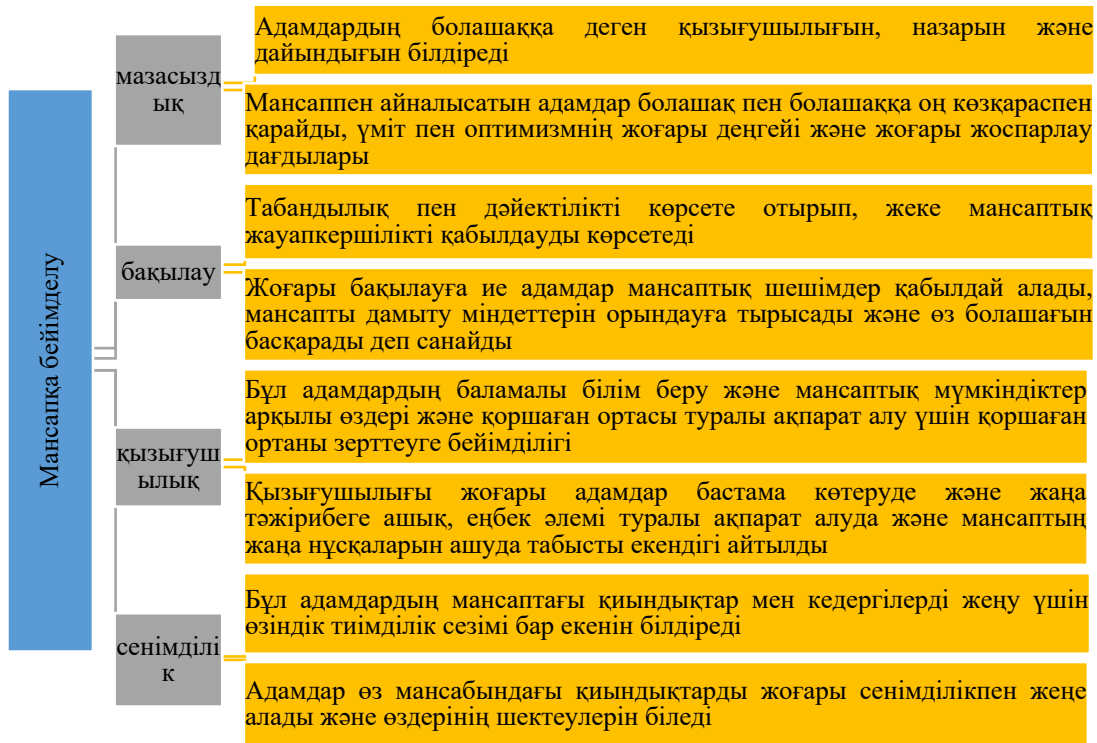 Мансапқа бейімделу
мазасызд
ық
Адамдардың болашаққа деген қызығушылығын, назарын және
дайындығын білдіреді
Мансаппен айналысатын адамдар болашақ пен болашаққа оң көзқараспен
қарайды, үміт пен оптимизмнің жоғары деңгейі және жоғары жоспарлау
дағдылары
бақылау
Табандылық пен дәйектілікті көрсете отырып, жеке мансаптық
жауапкершілікті қабылдауды көрсетеді
Жоғары бақылауға ие адамдар мансаптық шешімдер қабылдай алады,
мансапты дамыту міндеттерін орындауға тырысады және өз болашағын
басқарады деп санайды
қызығуш
ылық
Бұл адамдардың баламалы білім беру және мансаптық мүмкіндіктер
арқылы өздері және қоршаған ортасы туралы ақпарат алу үшін қоршаған
ортаны зерттеуге бейімділігі
Қызығушылығы жоғары адамдар бастама көтеруде және жаңа
тәжірибеге ашық, еңбек әлемі туралы ақпарат алуда және мансаптың
жаңа нұсқаларын ашуда табысты екендігі айтылды
сенімділі
к
Бұл адамдардың мансаптағы қиындықтар мен кедергілерді жеңу үшін
өзіндік тиімділік сезімі бар екенін білдіреді
Адамдар өз мансабындағы қиындықтарды жоғары сенімділікпен жеңе
алады және өздерінің шектеулерін біледі